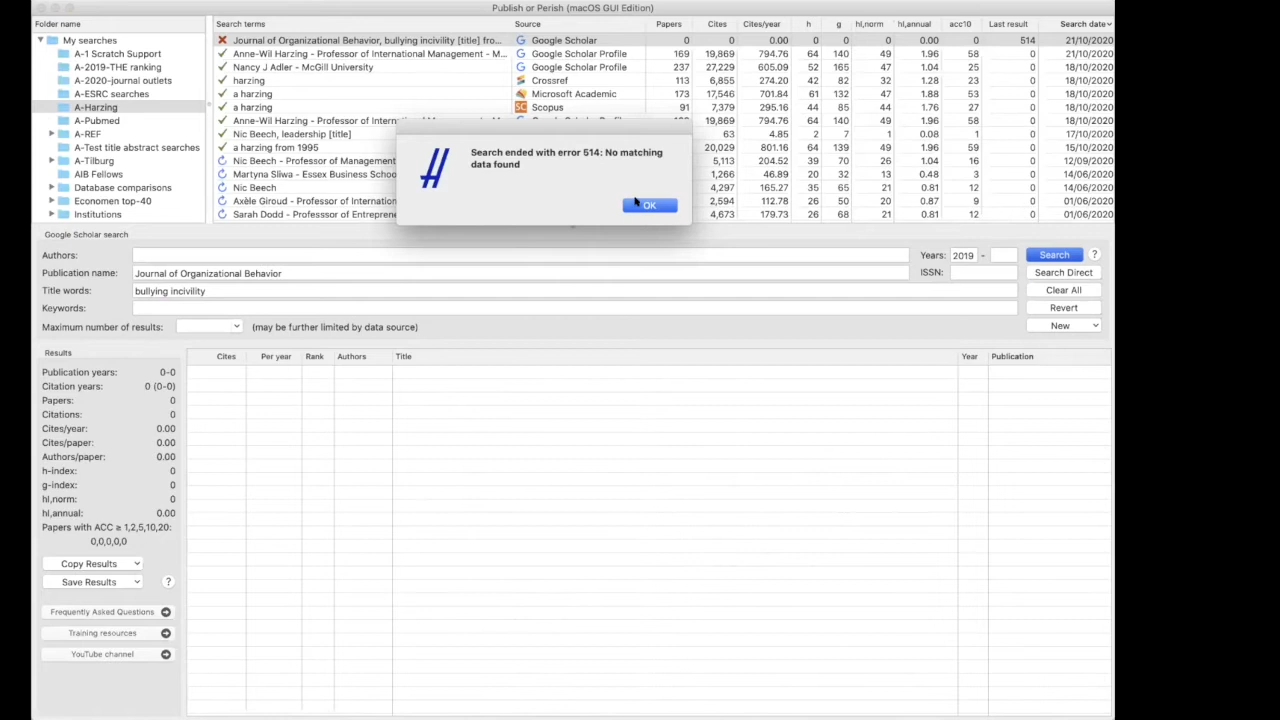 Publish or Perish (macOS GUI Edition)
Folder name Search terms Source Papers Cites Cites/year h g hI,norm hI,annual acc10 Last result Search date
My searches Journal of Organizational Behavior, bullying incivility [title] fro... Google Scholar 0 0 0.00 0 0 0 0.00 0 514 21/10/2020
A-1 Scratch Support Anne-Wil Harzing - Professor of International Management - M... Google Scholar Profile 169 19,869 794.76 64 140 49 1.96 58 0 18/10/2020
A-2019-THE ranking Nancy J Adler - McGill University Google Scholar Profile 237 27,229 605.09 52 165 47 1.04 25 0 18/10/2020
A-2020-journal outlets harzing Crossref 113 6,855 274.20 42 82 32 1.28 23 0 18/10/2020
A-ESRC searches a harzing Microsoft Academic 173 17,546 701.84 61 132 47 1.88 53 0 18/10/2020
A-Harzing a harzing Scopus 91 7,379 295.16 44 85 44 1.76 27 0 18/10/2020
A-Pubmed Anne-Wil Harzing - Professor of 19,869 794.76 64 140 49 1.96 58 0 18/10/2020
A-REF Nic Beech, leadership [title] 63 4.85 2 7 1 0.08 1 0 17/10/2020
A-Test title abstract searches a harzing from 1995 20,029 801.16 64 139 49 1.96 59 0 15/10/2020
A-Tilburg Nic Beech - Professor of Management 5,113 204.52 39 70 26 1.04 16 0 12/09/2020
AIB Fellows Martyna Sliwa - Essex Business Schoo 1,266 46.89 20 32 13 0.48 3 0 14/06/2020
Database comparisons Nic Beech 4,297 165.27 35 65 21 0.81 12 0 14/06/2020
Economen top-40 Axèle Giroud - Professor of Internation 3,911 144.85 26 50 20 0.87 9 0 01/06/2020
Institutions Sarah Dodd - Professsor of Entreprene 4,673 179.73 26 68 21 0.81 12 0 01/06/2020
Search ended with error 514: No matching
data found
OK
Google Scholar search
Authors: Years: 2019 - Search ?
Publication name: Journal of Organizational Behavior ISSN: Search Direct
Title words: bullying incivility Clear All
Keywords: Revert
Maximum number of results: (may be further limited by data source) New
Results Cites Per year Rank Authors Title Year Publication
Publication years: 0-0
Citation years: 0 (0-0)
Papers: 0
Citations: 0
Cites/year: 0.00
Cites/paper: 0.00
Authors/paper: 0.00
h-index: 0
g-index: 0
hI,norm: 0
hI,annual: 0.00
Papers with ACC ≥ 1,2,5,10,20:
0,0,0,0,0
Copy Results
Save Results ?
Frequently Asked Questions
Training resources
YouTube channel